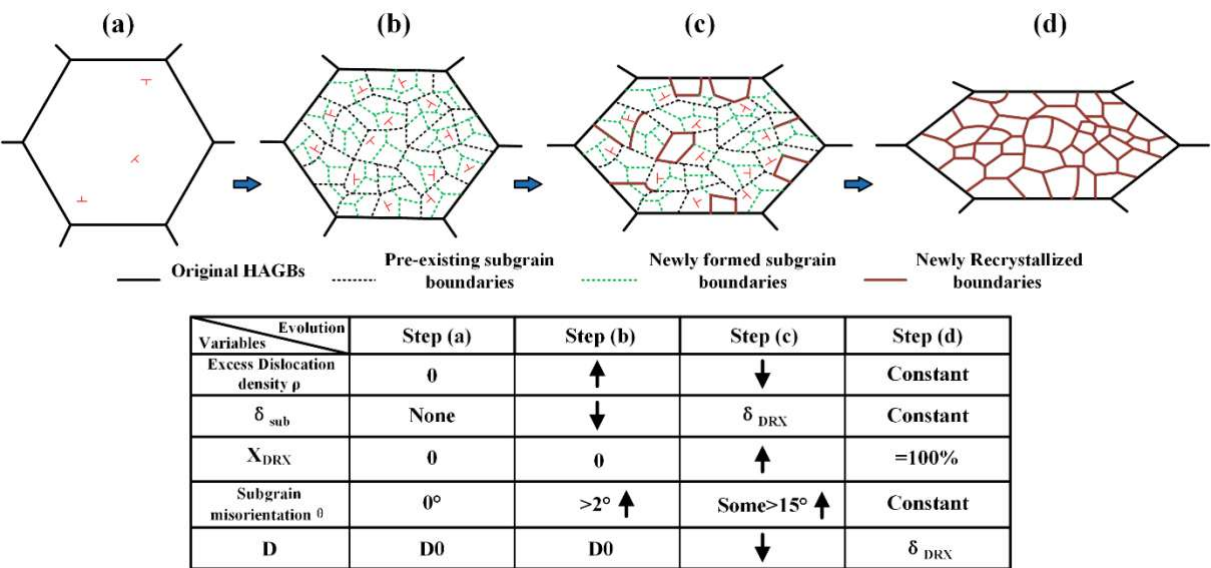 (a) (b) (c) (d)
Original HAGBs
Pre-existing subgrain
boundaries
Newly formed subgrain
boundaries
Newly Recrystallized
boundaries
Evolution
Variables
Step (a) Step (b) Step (c) Step (d)
Excess Dislocation
density ρ
0 ↑ ↓ Constant
δ sub None ↓ δ DRX Constant
XDRX 0 0 ↑ =100%
Subgrain
misorientation θ
0° >2° ↑ Some>15° ↑ Constant
D D0 D0 ↓ δ DRX